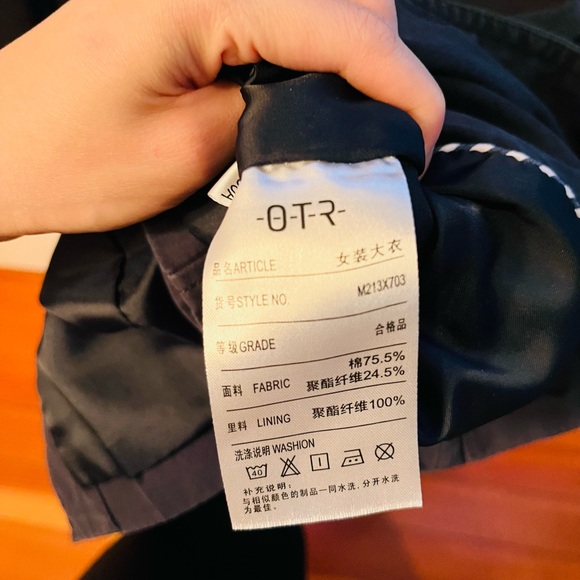 -O-T-R-
品名ARTICLE 女装大衣
货号STYLE NO. M213X703
等级GRADE 合格品
面料 FABRIC 棉75.5%
聚酯纤维24.5%
里料 LINING 聚酯纤维100%
洗涤说明 WASHION
40
补充说明:
与相似颜色的制品一同水洗,分开水洗
为最佳。